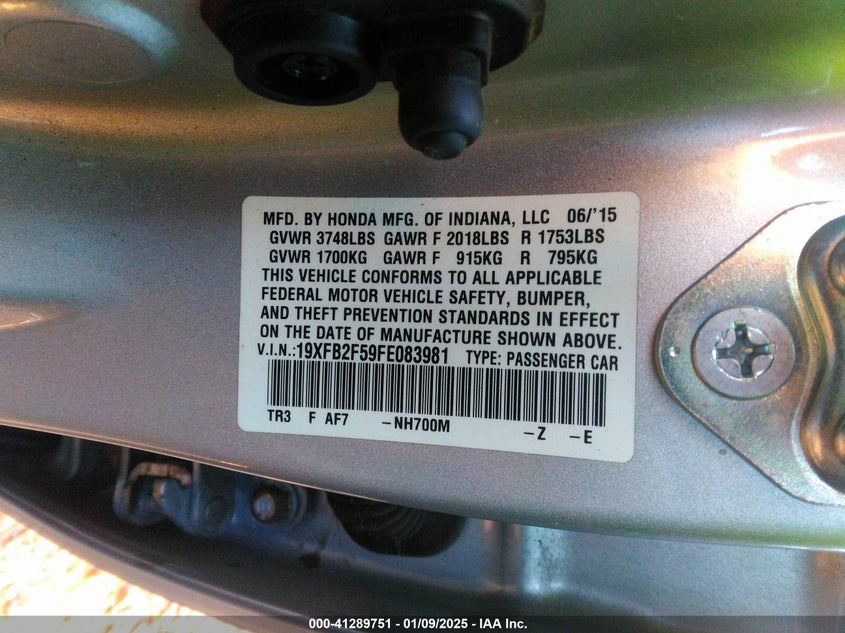 MFD. BY HONDA MFG. OF INDIANA, LLC 06/'15
GVWR 3748LBS GAWR F 2018LBS R 1753LBS
GVWR 1700KG GAWR F 915KG R 795KG
THIS VEHICLE CONFORMS TO ALL APPLICABLE
FEDERAL MOTOR VEHICLE SAFETY, BUMPER,
AND THEFT PREVENTION STANDARDS IN EFFECT
ON THE DATE OF MANUFACTURE SHOWN ABOVE.
V.I.N.:19XFB2F59FE083981 TYPE: PASSENGER CAR
TR3 F AF7 -NH700M -Z -E
000-41289751 - 01/09/2025 - IAA Inc.